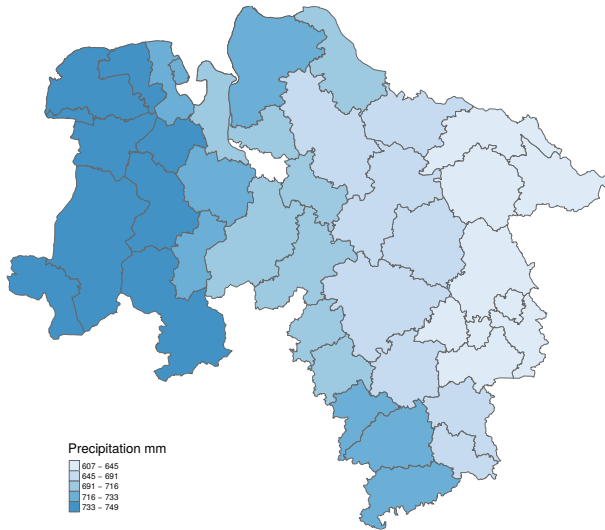 Precipitation mm
607 – 645
645 – 691
691 – 716
716 – 733
733 – 749